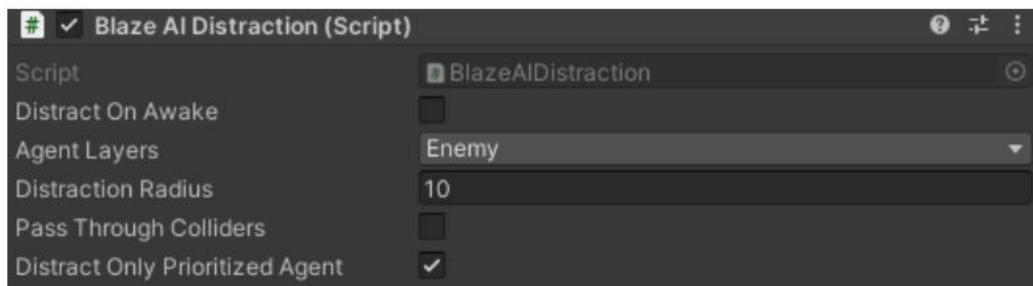 # Blaze AI Distraction (Script)
Script # BlazeAIDistraction
Distract On Awake
Agent Layers Enemy
Distraction Radius 10
Pass Through Colliders
Distract Only Prioritized Agent